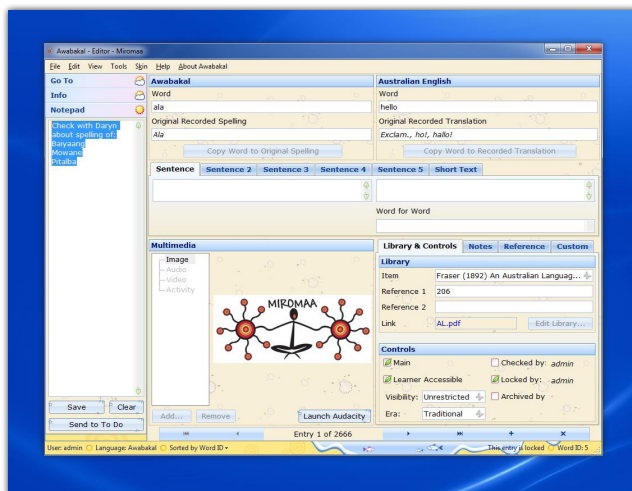 Awabakal - Editor - Miromaa
File Edit View Tools Skin Help About Awabakal
Go To
Info
Notepad
Check with Daryn
about spelling of:
Baiyaang
Mowane
Pitalba
Save Clear
Send to To Do
Awabakal
Word
ala
Original Recorded Spelling
Ala
Copy Word to Original Spelling
Australian English
Word
hello
Original Recorded Translation
Exclam., ho!, hallo!
Copy Word to Recorded Translation
Sentence Sentence 2 Sentence 3 Sentence 4 Sentence 5 Short Text
Word for Word
Multimedia
Image
Audio
Video
Activity
MIROMAA
Add... Remove Launch Audacity
Library & Controls Notes Reference Custom
Library
Item Fraser (1892) An Australian Languag...
Reference 1 206
Reference 2
Link AL.pdf Edit Library...
Controls
Main Checked by: admin
Learner Accessible Locked by: admin
Visibility: Unrestricted Archived by
Era: Traditional
Entry 1 of 2666
User: admin Language: Awabakal Sorted by Word ID This entry is locked Word ID: 5